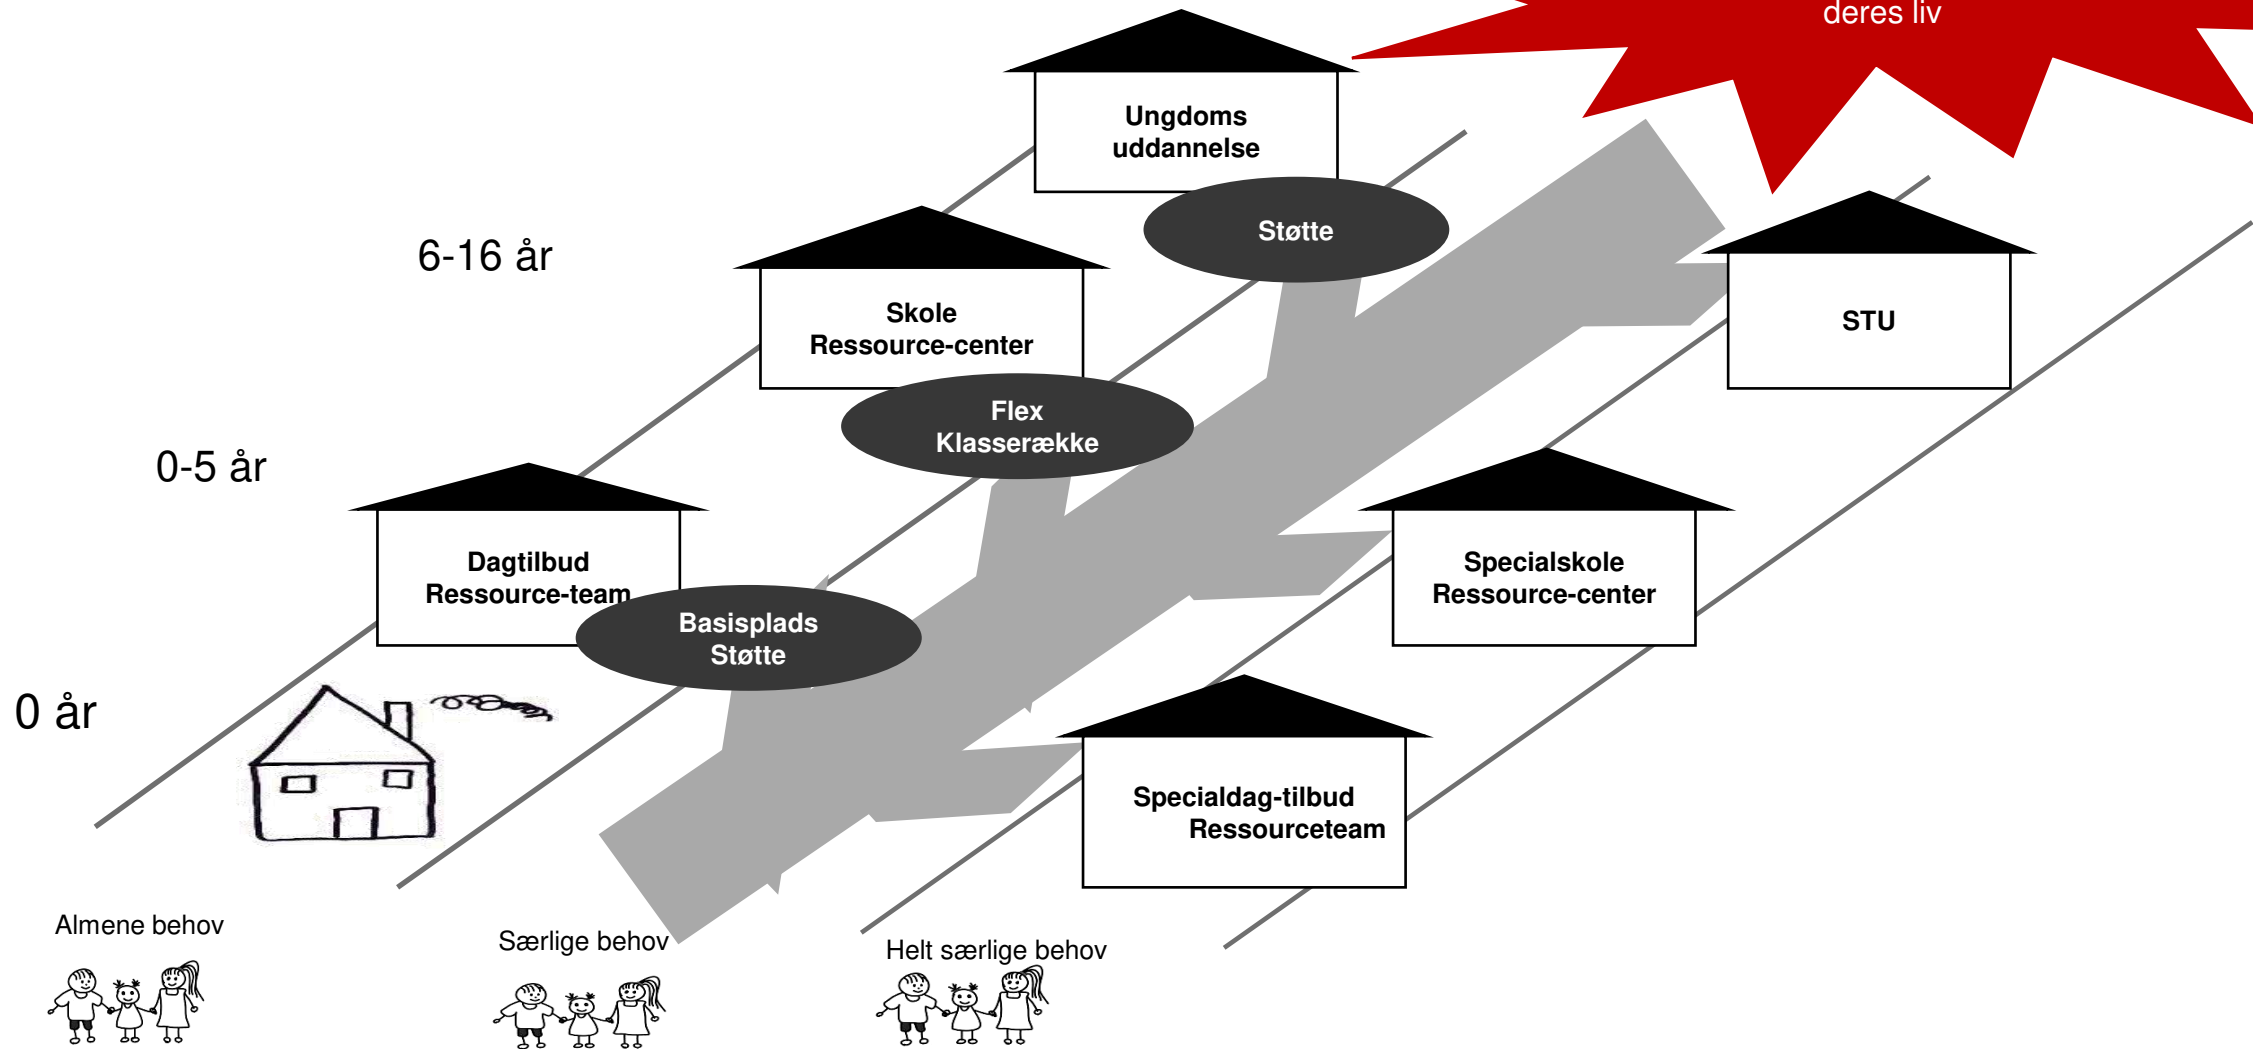 deres liv
Ungdoms
uddannelse
Støtte
6-16 år
Skole
Ressource-center
STU
Flex
Klasserække
0-5 år
Dagtilbud
Ressource-team
Specialskole
Ressource-center
Basisplads
Støtte
0 år
Specialdag-tilbud
Ressourceteam
Almene behov
Særlige behov
Helt særlige behov